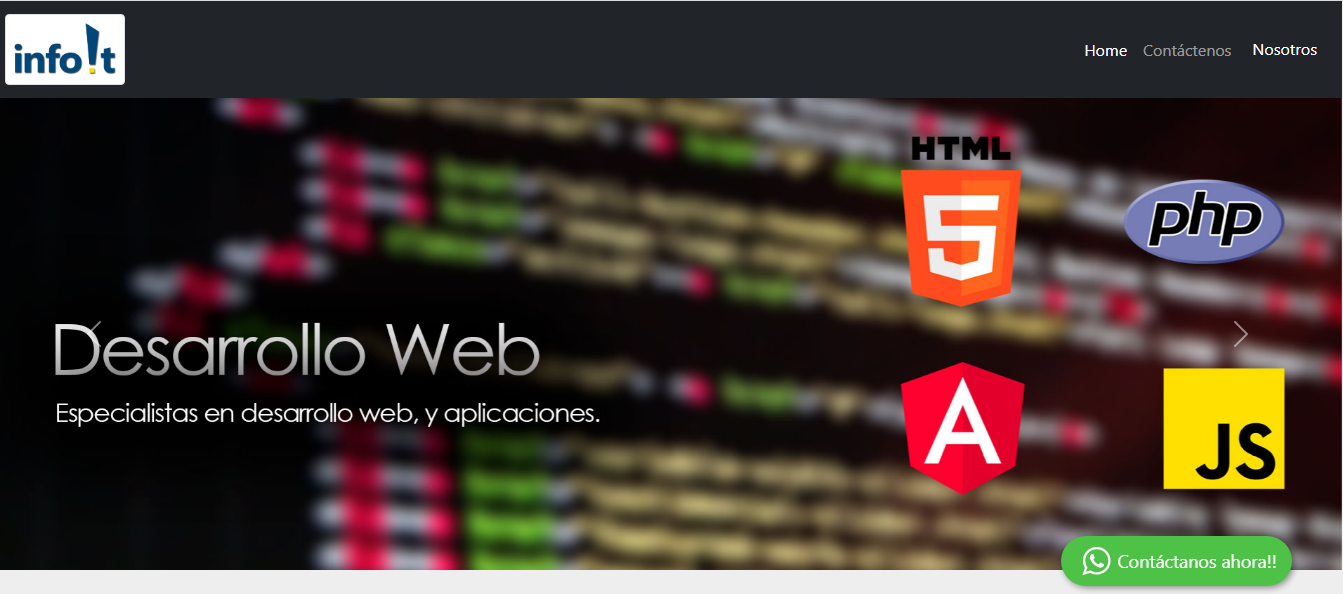 info!t
Home Contáctenos Nosotros
HTML
5
php
Desarrollo Web
Especialistas en desarrollo web, y aplicaciones.
A
JS
Contáctanos ahora!!